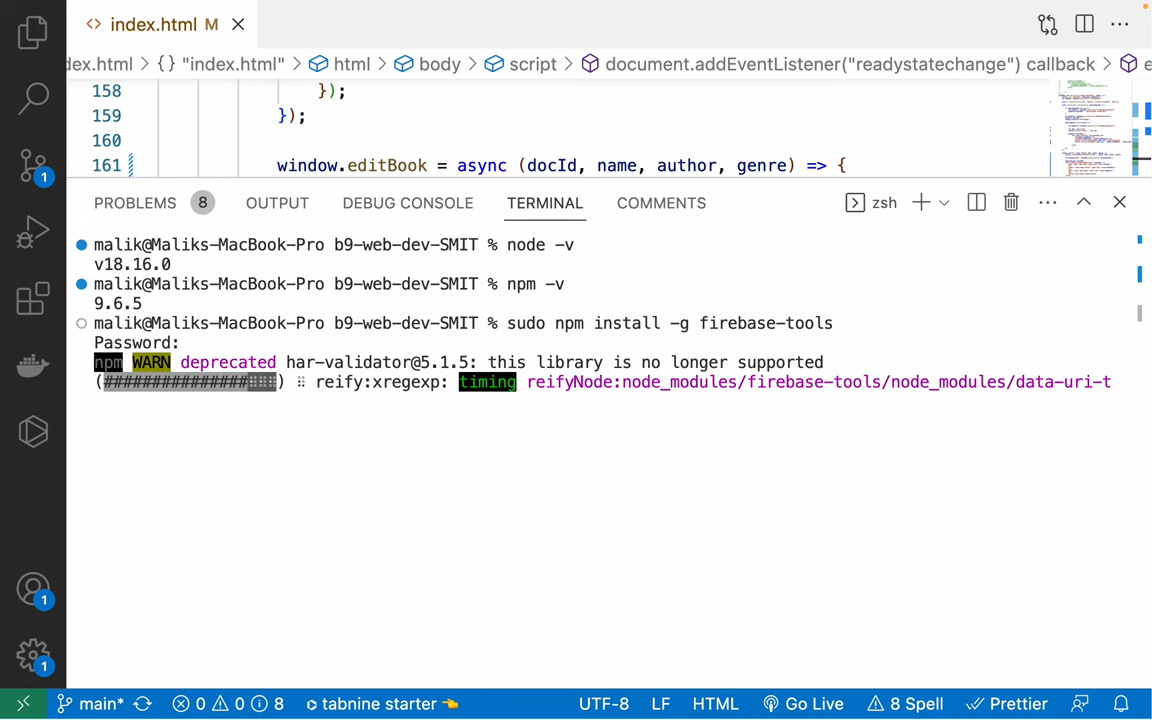 index.html M
dex.html > {} "index.html" > html > body > script > document.addEventListener("readystatechange") callback > e
158 });
159 });
160
161 window.editBook = async (docId, name, author, genre) => {
PROBLEMS 8 OUTPUT DEBUG CONSOLE TERMINAL COMMENTS zsh
malik@Maliks-MacBook-Pro b9-web-dev-SMIT % node -v
v18.16.0
malik@Maliks-MacBook-Pro b9-web-dev-SMIT % npm -v
9.6.5
malik@Maliks-MacBook-Pro b9-web-dev-SMIT % sudo npm install -g firebase-tools
Password:
npm WARN deprecated har-validator@5.1.5: this library is no longer supported
(###############⠂⠂⠂) ⠿ reify:xregexp: timing reifyNode:node_modules/firebase-tools/node_modules/data-uri-t
1
1
1
main* 0 0 8 tabnine starter 👈 UTF-8 LF HTML Go Live 8 Spell Prettier